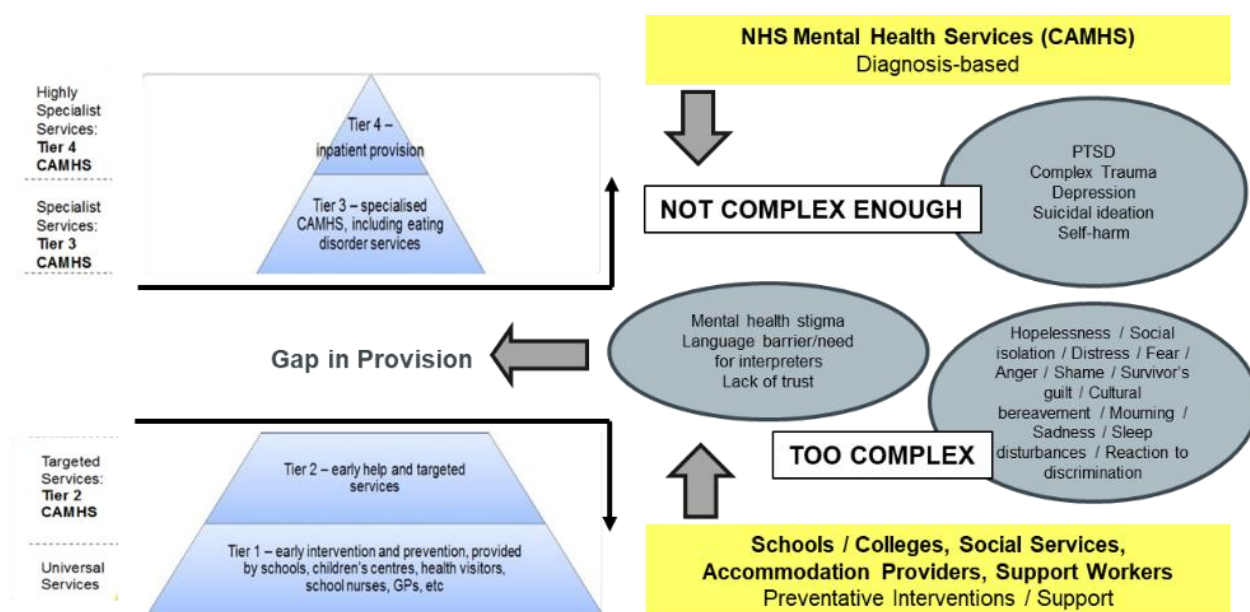 Highly
Specialist
Services:
Tier 4
CAMHS
Specialist
Services:
Tier 3
CAMHS
Tier 4 –
inpatient provision
Tier 3 – specialised
CAMHS, including eating
disorder services
NHS Mental Health Services (CAMHS)
Diagnosis-based
PTSD
Complex Trauma
Depression
Suicidal ideation
Self-harm
NOT COMPLEX ENOUGH
Gap in Provision
Mental health stigma
Language barrier/need
for interpreters
Lack of trust
Hopelessness / Social
isolation / Distress / Fear /
Anger / Shame / Survivor's
guilt / Cultural
bereavement / Mourning /
Sadness / Sleep
disturbances / Reaction to
discrimination
TOO COMPLEX
Targeted
Services:
Tier 2
CAMHS
Universal
Services
Tier 2 – early help and targeted
services
Tier 1 – early intervention and prevention, provided
by schools, children's centres, health visitors,
school nurses, GPs, etc
Schools / Colleges, Social Services,
Accommodation Providers, Support Workers
Preventative Interventions / Support